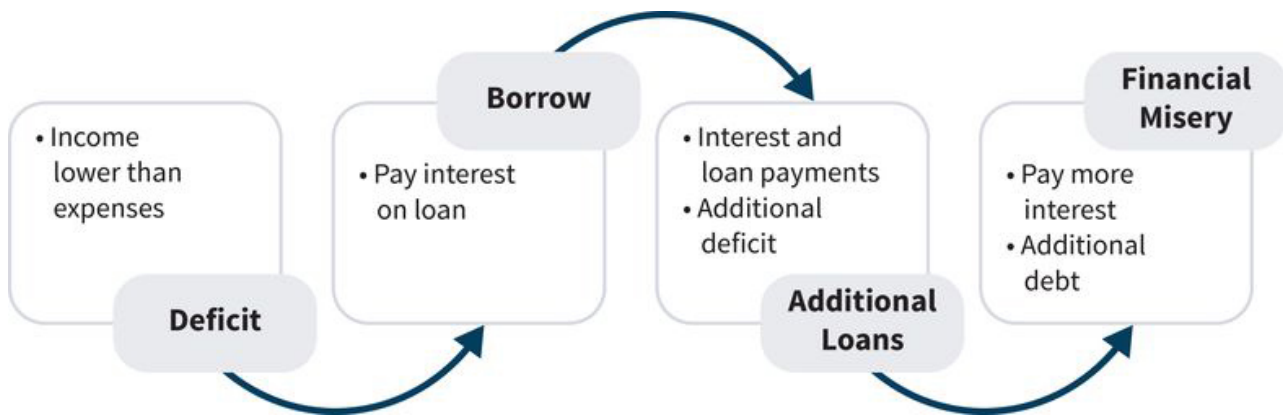 • Income
lower than
expenses
Deficit
Borrow
• Pay interest
on loan
• Interest and
loan payments
• Additional
deficit
Additional
Loans
Financial
Misery
• Pay more
interest
• Additional
debt